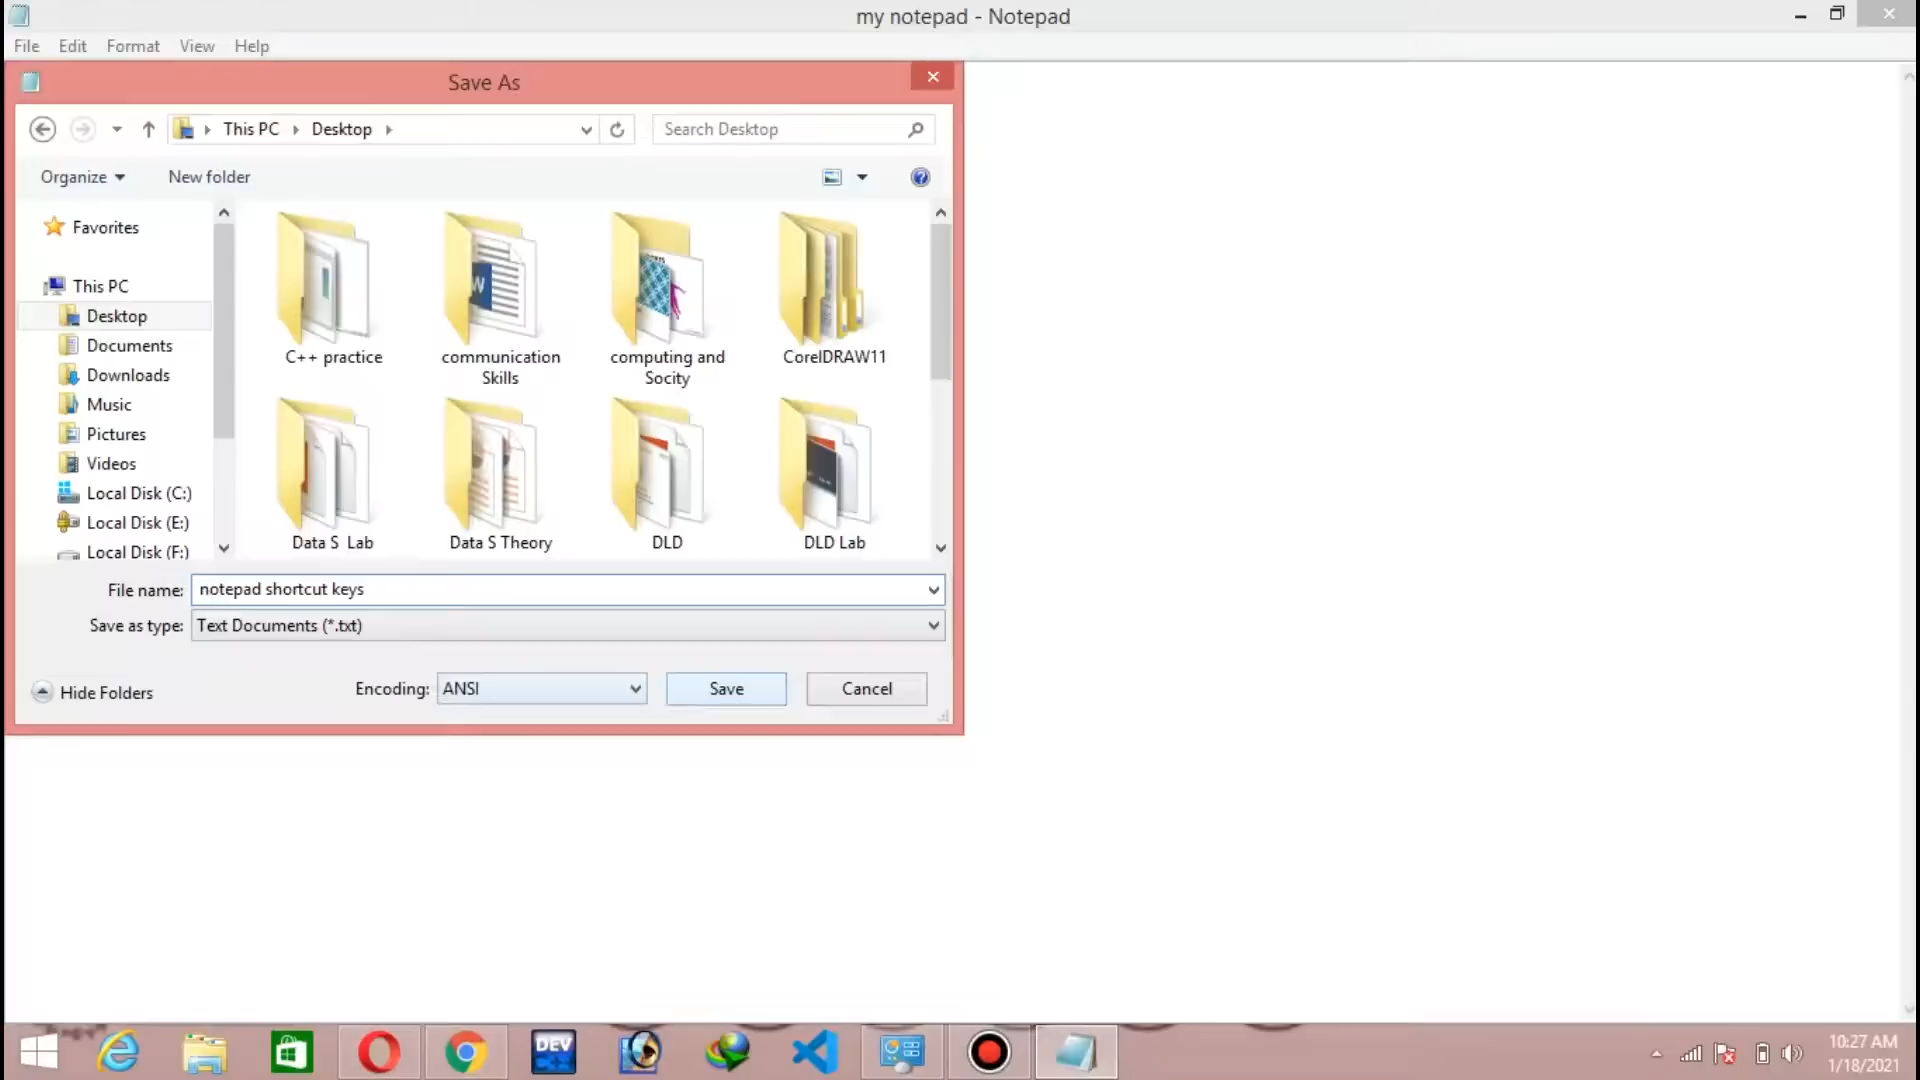 my notepad - Notepad
File Edit Format View Help
Save As
This PC Desktop
Search Desktop
Organize New folder
Favorites
This PC
Desktop
Documents
Downloads
Music
Pictures
Videos
Local Disk (C:)
Local Disk (E:)
Local Disk (F:)
C++ practice
communication
Skills
computing and
Socity
CorelDRAW11
Data S Lab
Data S Theory
DLD
DLD Lab
File name: notepad shortcut keys
Save as type: Text Documents (*.txt)
Hide Folders
Encoding: ANSI
Save
Cancel
DEV
10:27 AM
1/18/2021